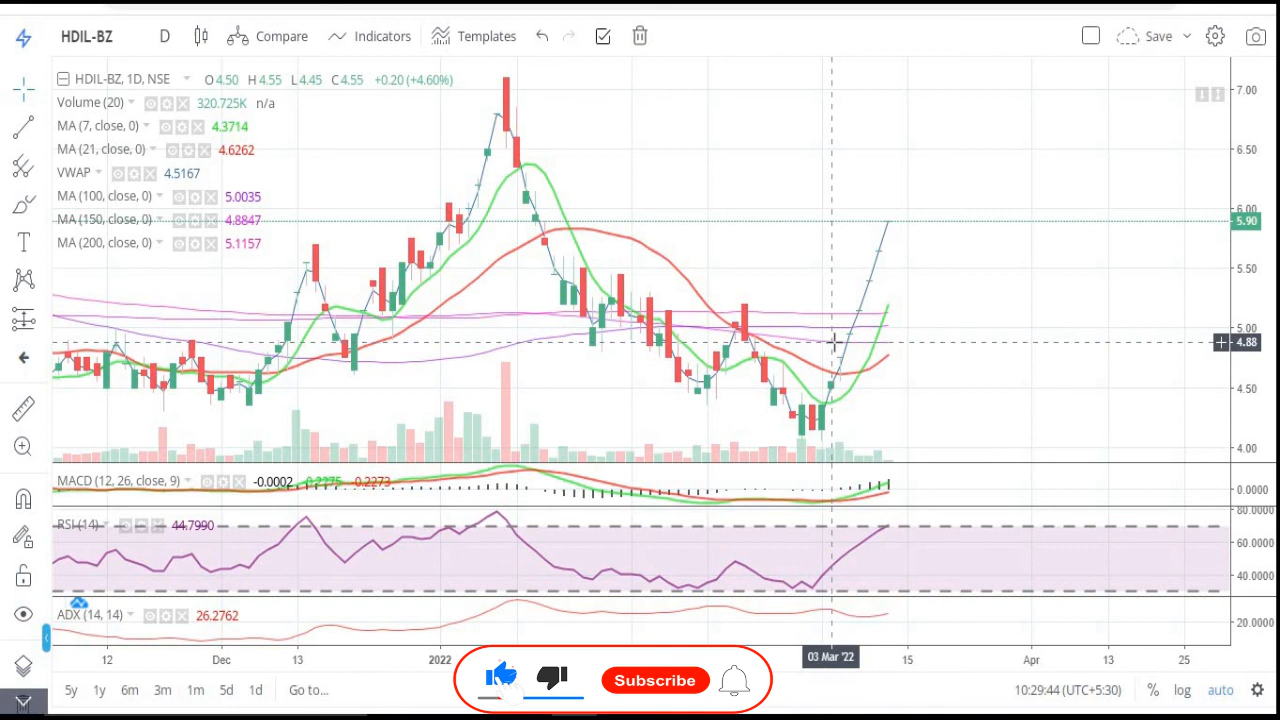 HDIL-BZ D Compare Indicators Templates Save
HDIL-BZ, 1D, NSE O 4.50 H 4.55 L 4.45 C 4.55 +0.20 (+4.60%)
Volume (20) 320.725K n/a
MA (7, close, 0) 4.3714
MA (21, close, 0) 4.6262
VWAP 4.5167
MA (100, close, 0) 5.0035
MA (150, close, 0) 4.8847
MA (200, close, 0) 5.1157
7.00
6.50
6.00
5.90
5.50
5.00
4.88
4.50
4.00
MACD (12, 26, close, 9) -0.0002 -0.2275 -0.2273
0.0000
RSI (14) 44.7990
80.0000
60.0000
40.0000
ADX (14, 14) 26.2762
20.0000
12 Dec 13 2022 03 Mar '22 15 Apr 13 25
Subscribe
5y 1y 6m 3m 1m 5d 1d Go to... 10:29:44 (UTC+5:30) % log auto